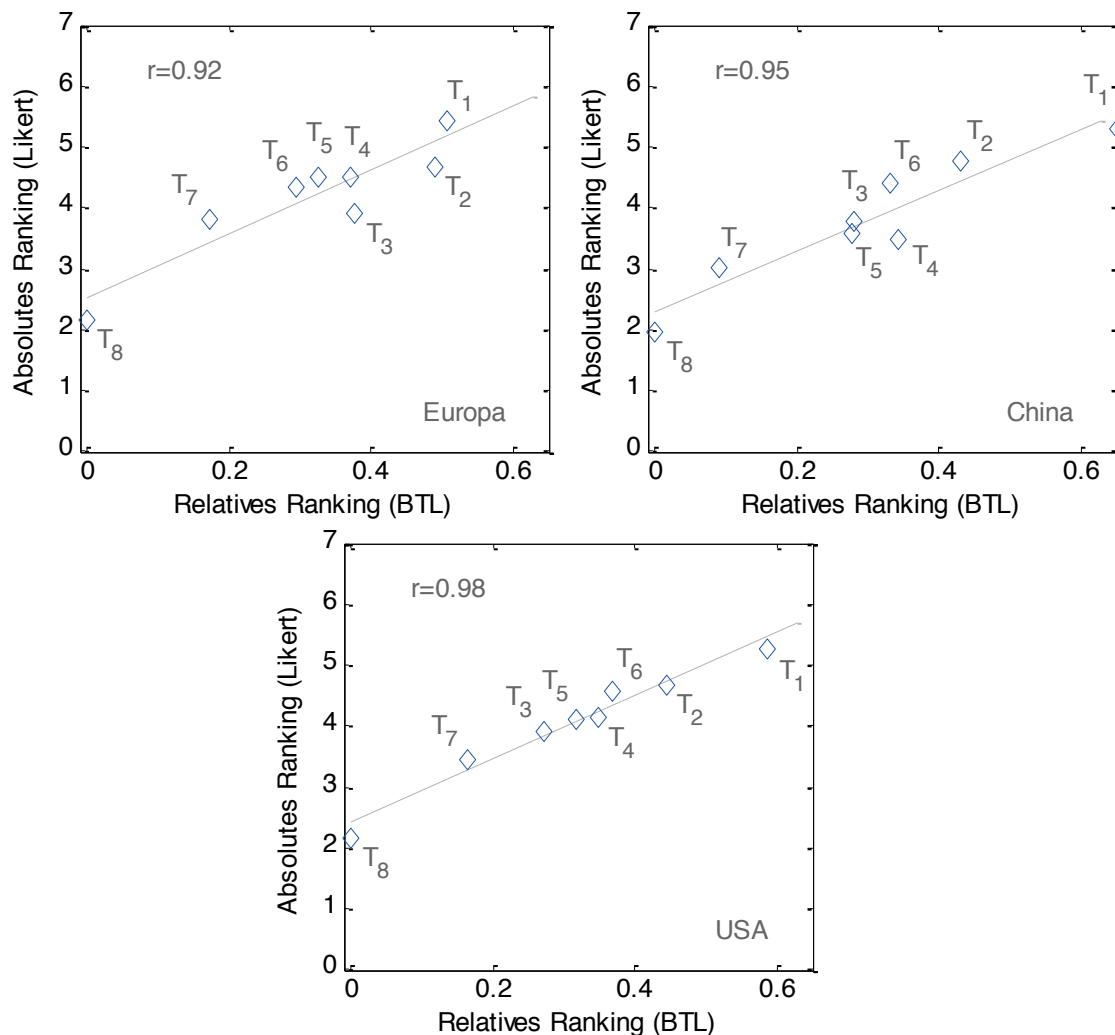 7
6
5
4
3
2
1
0
Absolutes Ranking (Likert)
r=0.92
T1
T2
T3
T4
T5
T6
T7
T8
Europa
0 0.2 0.4 0.6
Relatives Ranking (BTL)
7
6
5
4
3
2
1
0
Absolutes Ranking (Likert)
r=0.95
T1
T2
T6
T3
T5
T4
T7
T8
China
0 0.2 0.4 0.6
Relatives Ranking (BTL)
7
6
5
4
3
2
1
0
Absolutes Ranking (Likert)
r=0.98
T6
T5
T3
T1
T2
T7
T4
T8
USA
0 0.2 0.4 0.6
Relatives Ranking (BTL)